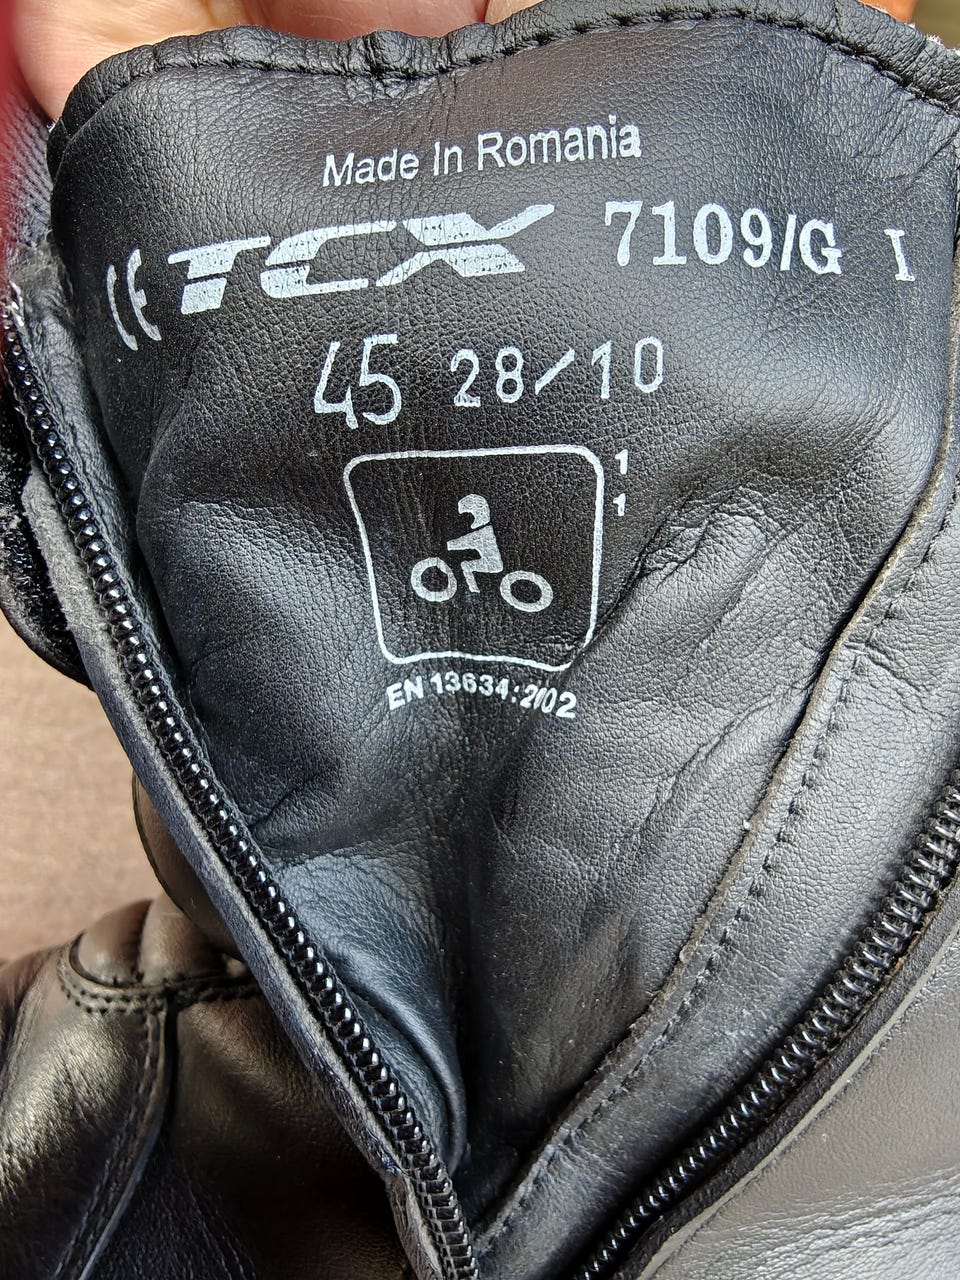 Made In Romania
CE TCX 7109/G I
45 28/10
1
1
EN 13634:2002